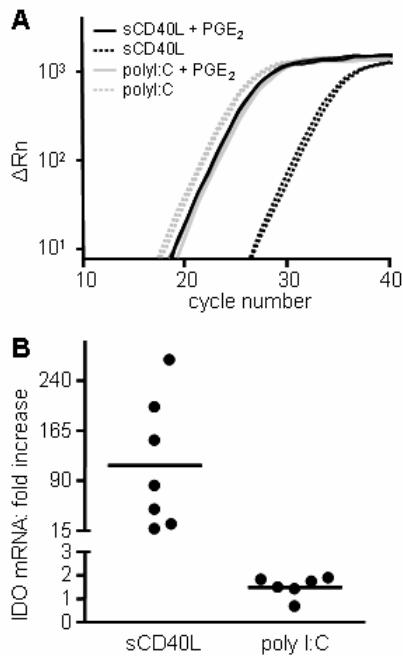 A
sCD40L + PGE₂
sCD40L
polyI:C + PGE₂
polyI:C
ΔRn
10³
10²
10¹
10 20 30 40
cycle number
B
IDO mRNA: fold increase
240
165
90
15
3
2
1
0
sCD40L poly I:C